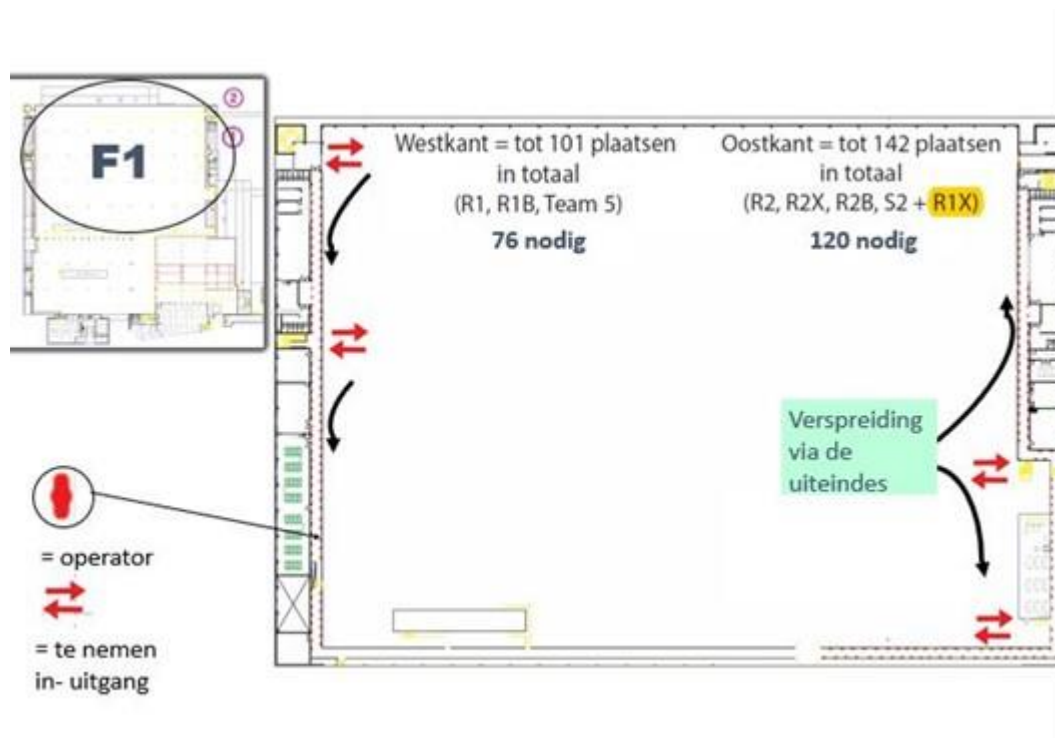 F1
2
Westkant = tot 101 plaatsen
in totaal
(R1, R1B, Team 5)
76 nodig
Oostkant = tot 142 plaatsen
in totaal
(R2, R2X, R2B, S2 + R1X)
120 nodig
Verspreiding
via de
uiteindes
= operator
= te nemen
in- uitgang